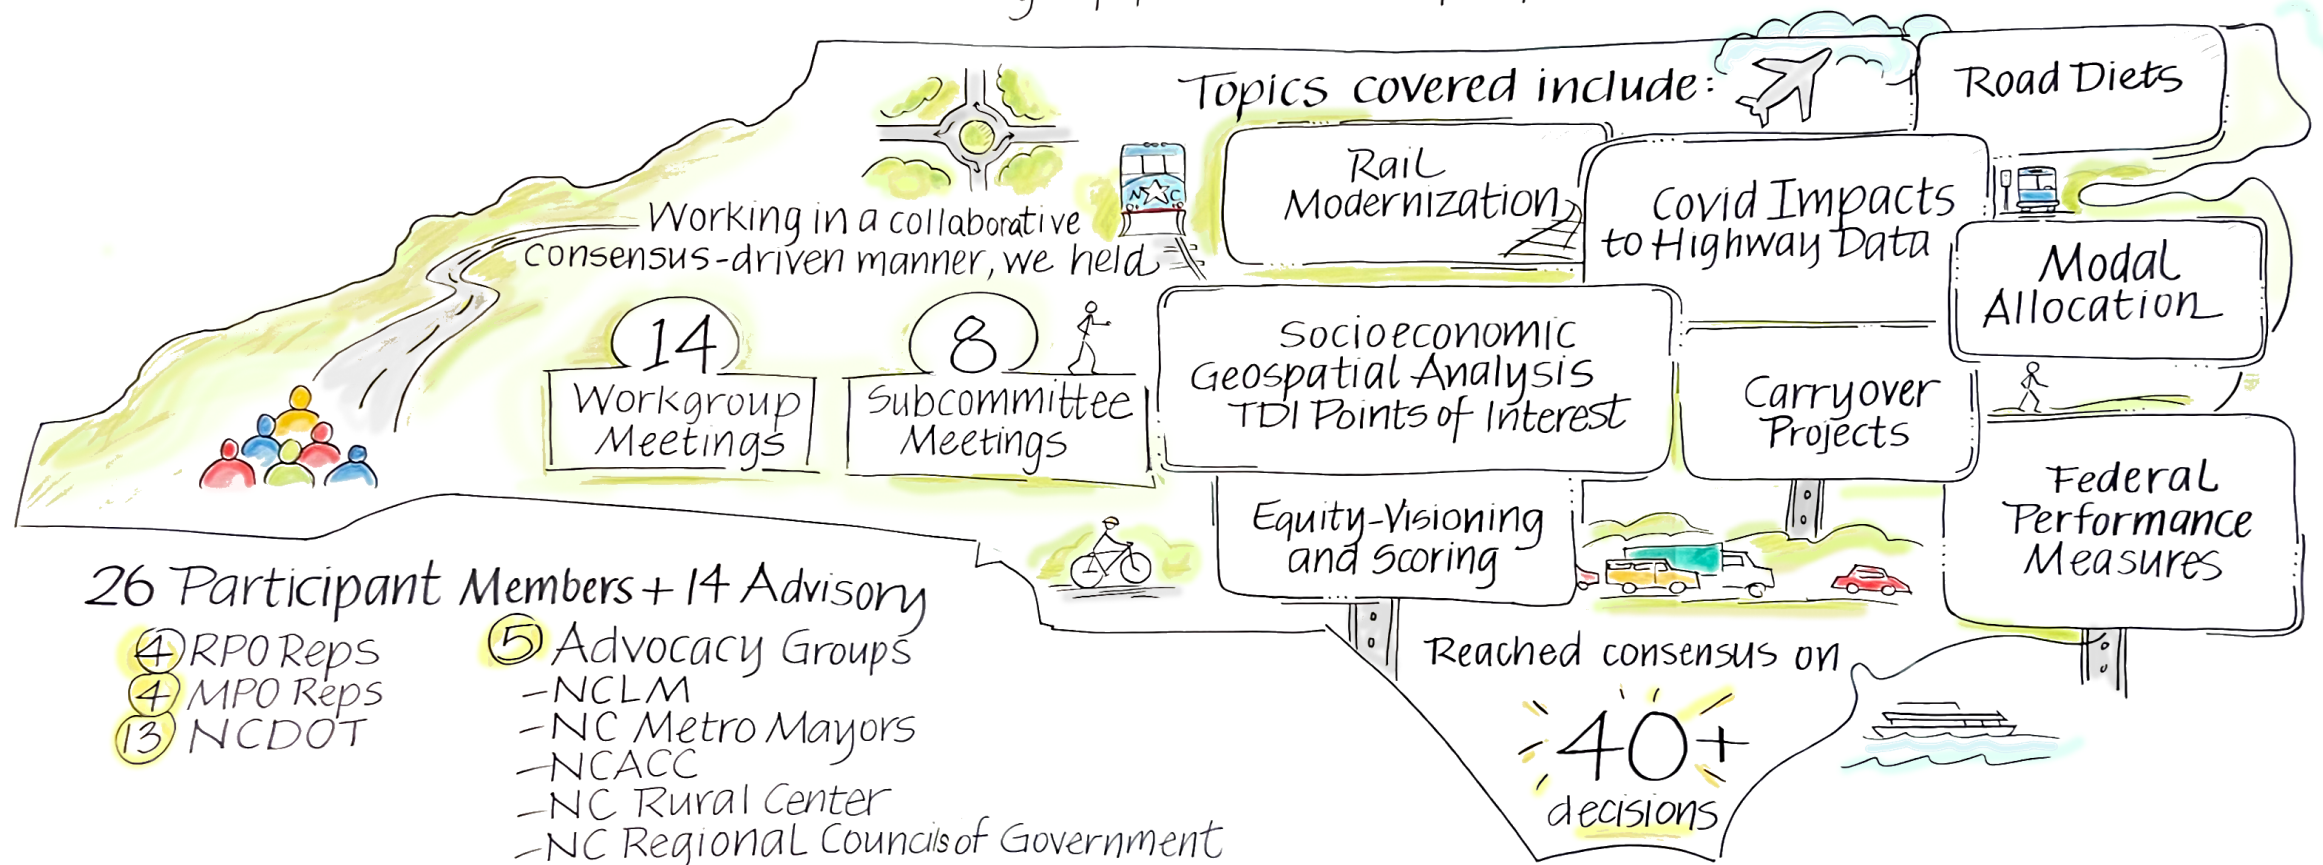 Topics covered include:
Road Diets
Rail
Modernization
Covid Impacts
to Highway Data
Modal
Allocation
N C
Working in a collaborative
consensus-driven manner, we held
14
Workgroup
Meetings
8
Subcommittee
Meetings
Socioeconomic
Geospatial Analysis
TDI Points of Interest
Carryover
Projects
Equity-Visioning
and Scoring
Federal
Performance
Measures
26 Participant Members + 14 Advisory
4 RPO Reps
4 MPO Reps
13 NCDOT
5 Advocacy Groups
-NCLM
-NC Metro Mayors
-NCACC
-NC Rural Center
-NC Regional Councils of Government
Reached consensus on
40+
decisions